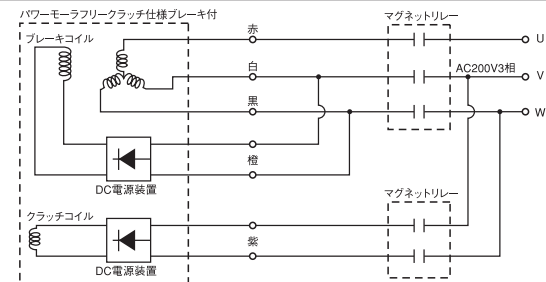 パワーモーラフリークラッチ仕様ブレーキ付
ブレーキコイル
赤
マグネットリレー
U
白
AC200V3相
V
黒
W
橙
DC電源装置
クラッチコイル
マグネットリレー
紫
DC電源装置